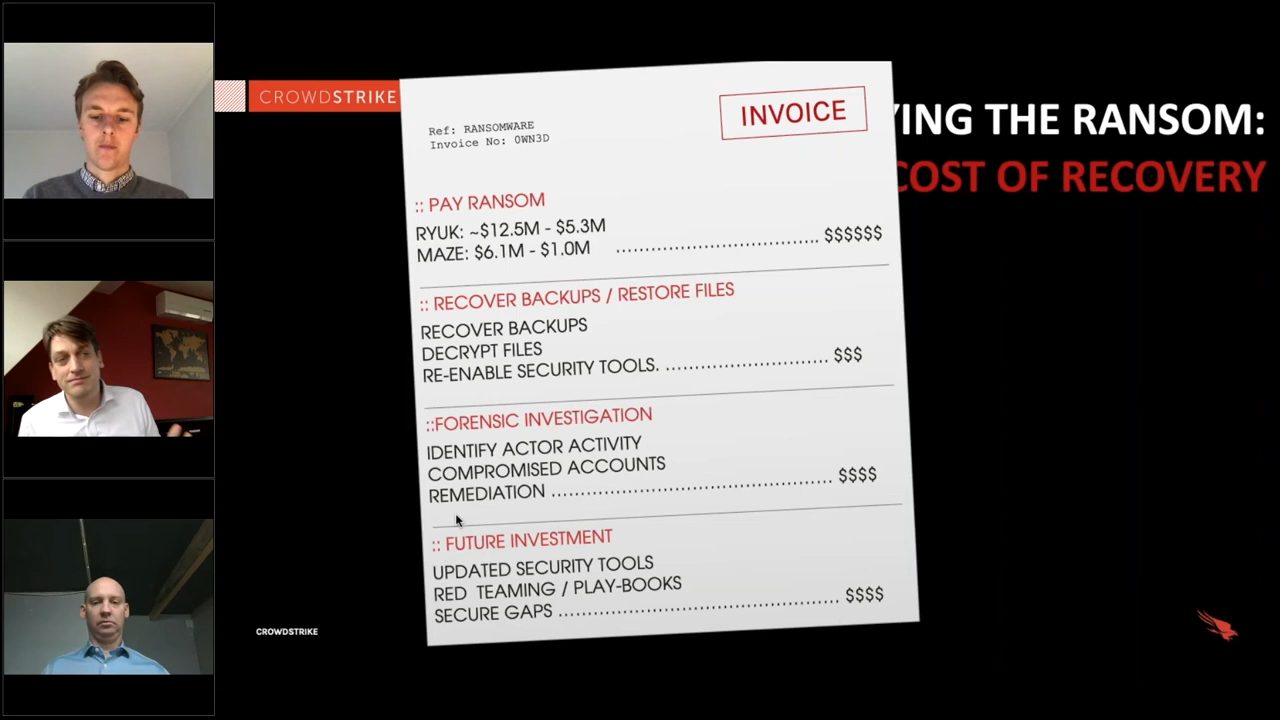 CROWDSTRIKE
YING THE RANSOM:
COST OF RECOVERY
INVOICE
Ref: RANSOMWARE
Invoice No: 0WN3D
:: PAY RANSOM
RYUK: ~$12.5M - $5.3M
MAZE: $6.1M - $1.0M ..................................... $$$$$$
:: RECOVER BACKUPS / RESTORE FILES
RECOVER BACKUPS
DECRYPT FILES
RE-ENABLE SECURITY TOOLS. ............................ $$$
::FORENSIC INVESTIGATION
IDENTIFY ACTOR ACTIVITY
COMPROMISED ACCOUNTS
REMEDIATION ................................................ $$$$
:: FUTURE INVESTMENT
UPDATED SECURITY TOOLS
RED TEAMING / PLAY-BOOKS
SECURE GAPS ................................................ $$$$
CROWDSTRIKE